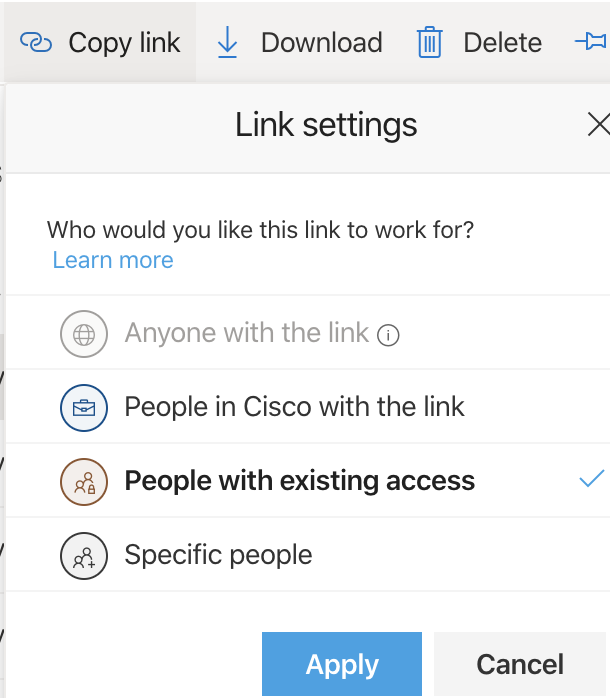 Copy link Download Delete
Link settings
Who would you like this link to work for?
Learn more
Anyone with the link
People in Cisco with the link
People with existing access
Specific people
Apply Cancel